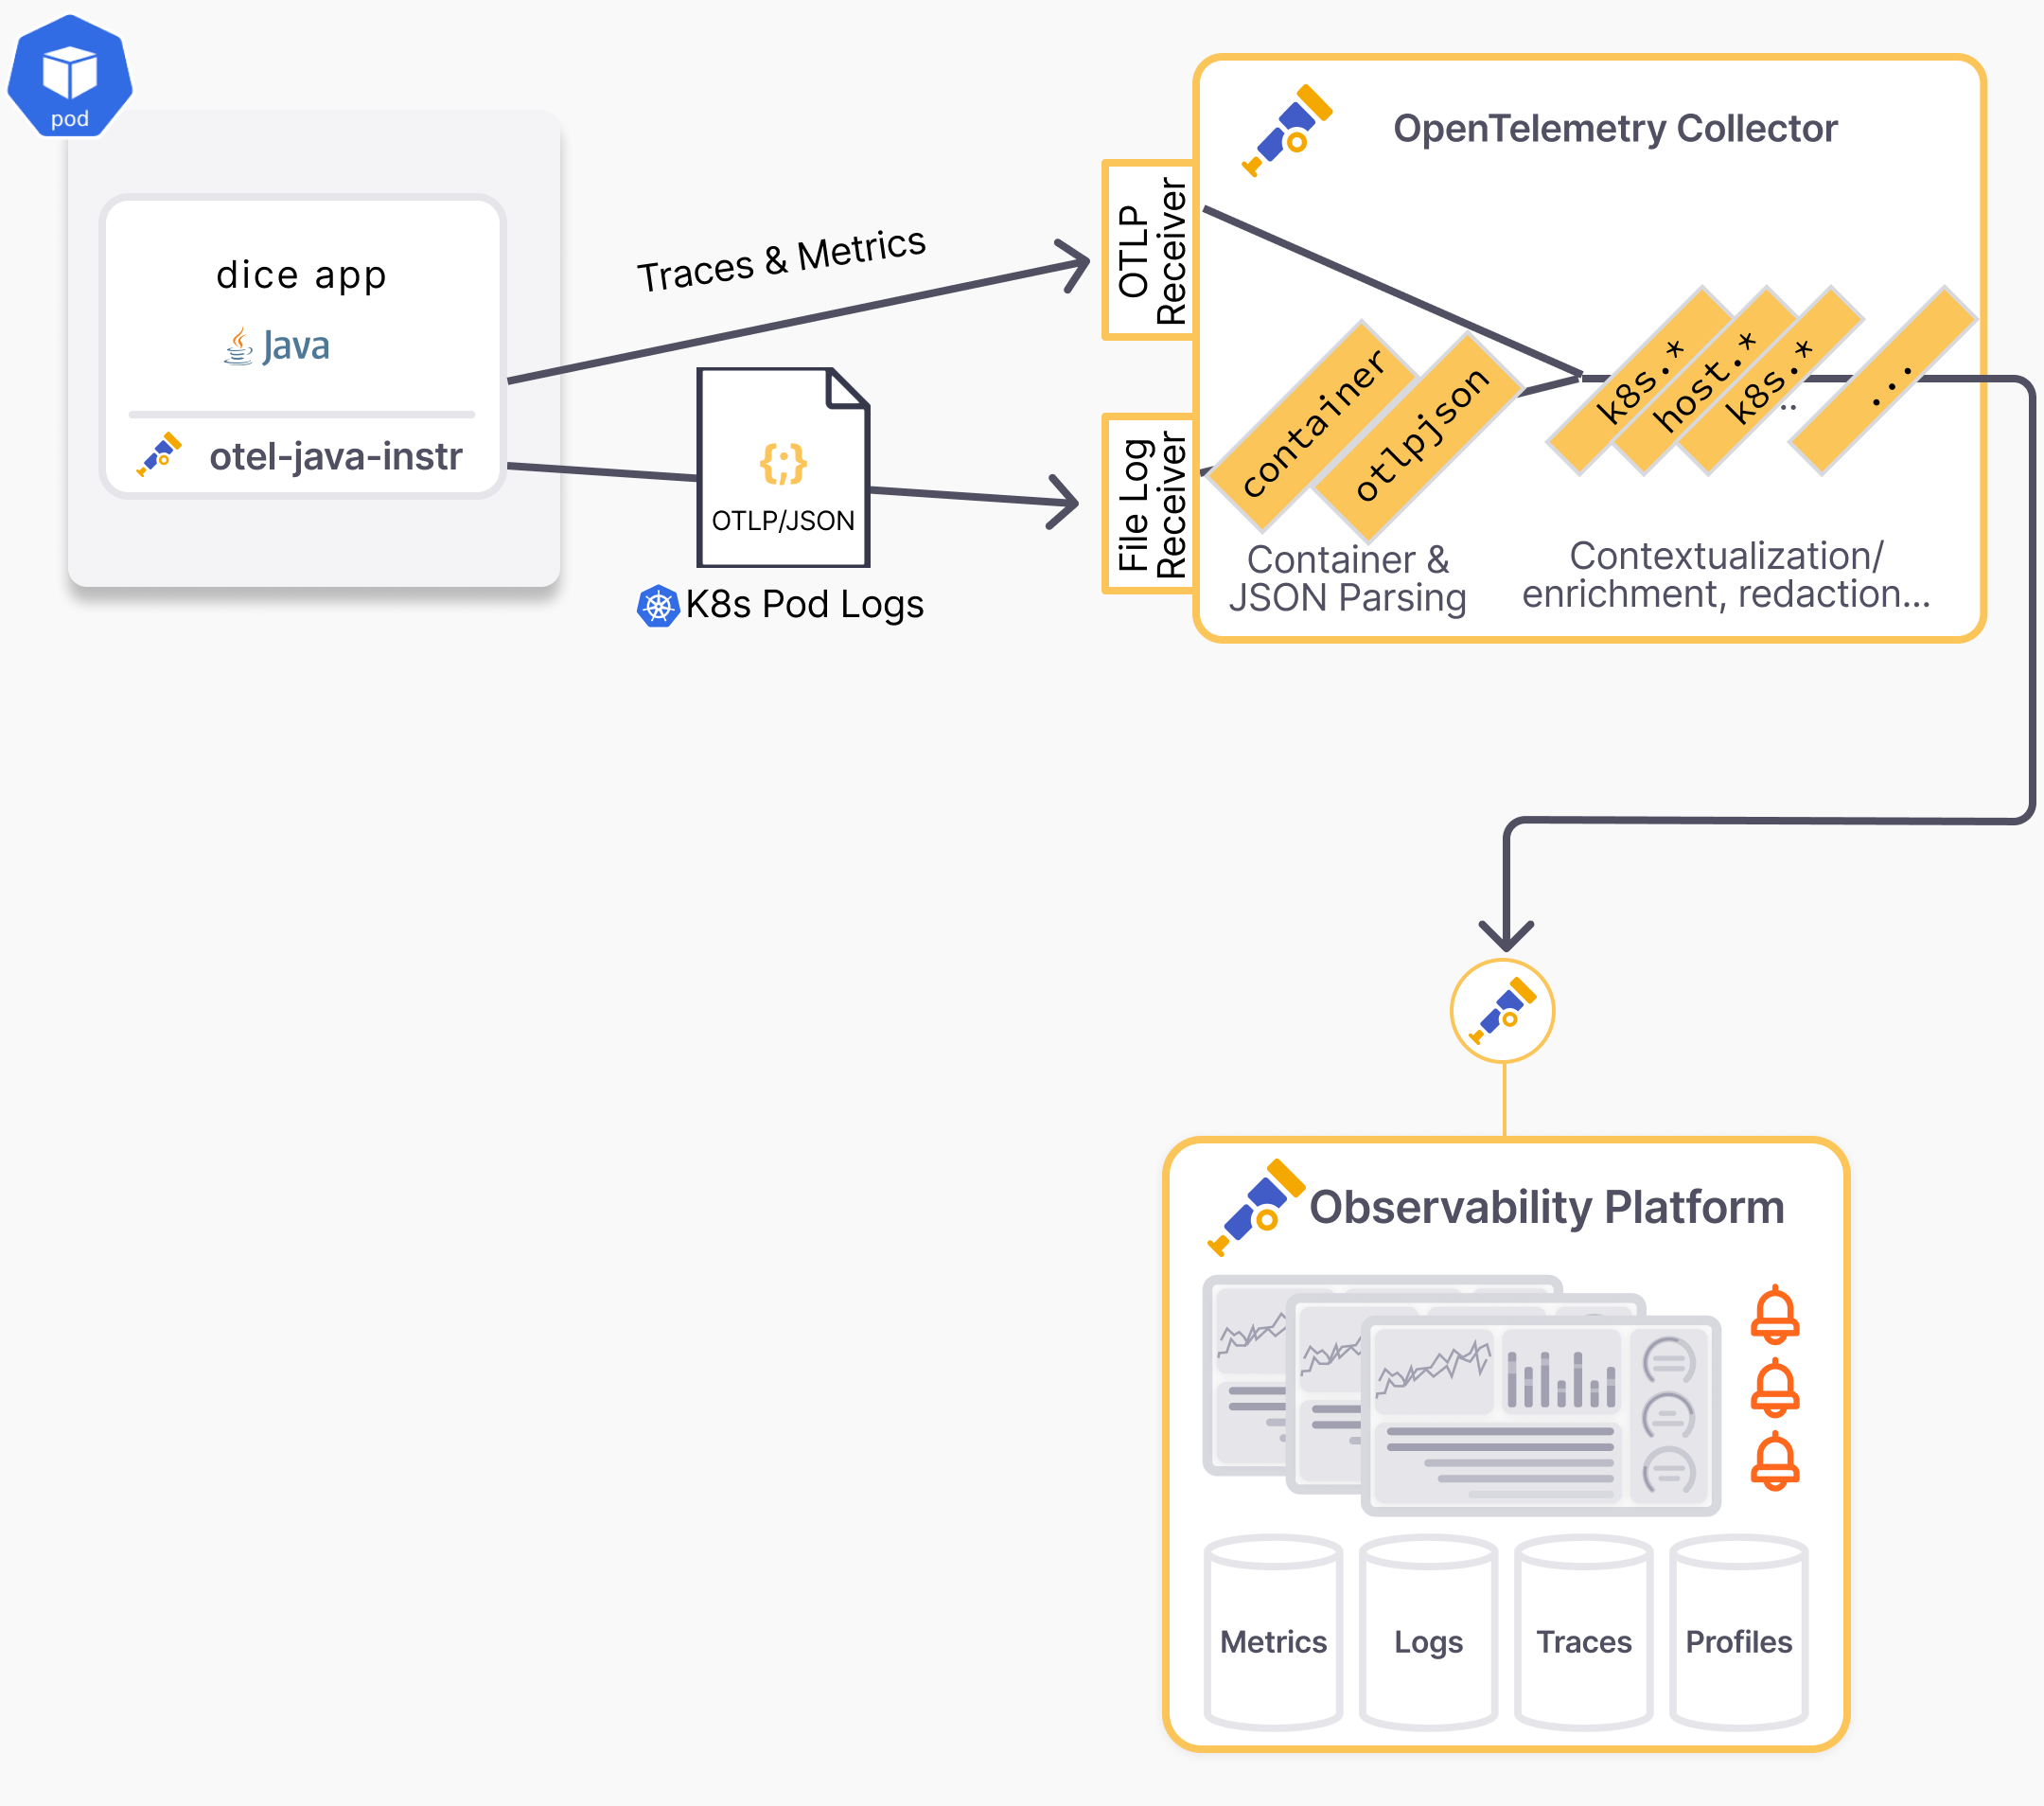 pod
dice app
Java
otel-java-instr
Traces & Metrics
{;}
OTLP/JSON
K8s Pod Logs
OTLP
Receiver
File Log
Receiver
OpenTelemetry Collector
container
otlpjson
k8s.*
host.*
k8s.*
..
...
Container &
JSON Parsing
Contextualization/
enrichment, redaction...
Observability Platform
Metrics
Logs
Traces
Profiles